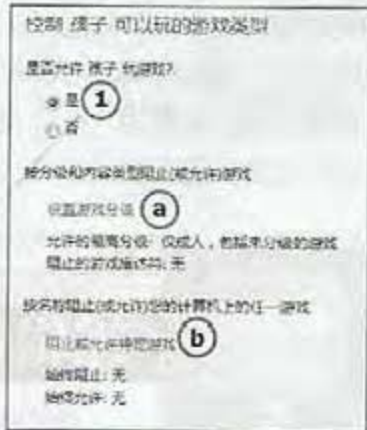 控制 孩子 可以玩的游戏类型
是否允许 孩子 玩游戏?
是 1
否
按分级和内容类型阻止(或允许)游戏
设置游戏分级 a
允许的最高分级: 仅成人，包括未分级的游戏
阻止的游戏描述符: 无
按名称阻止(或允许)您的计算机上的任一游戏
阻止或允许特定游戏 b
始终阻止: 无
始终允许: 无